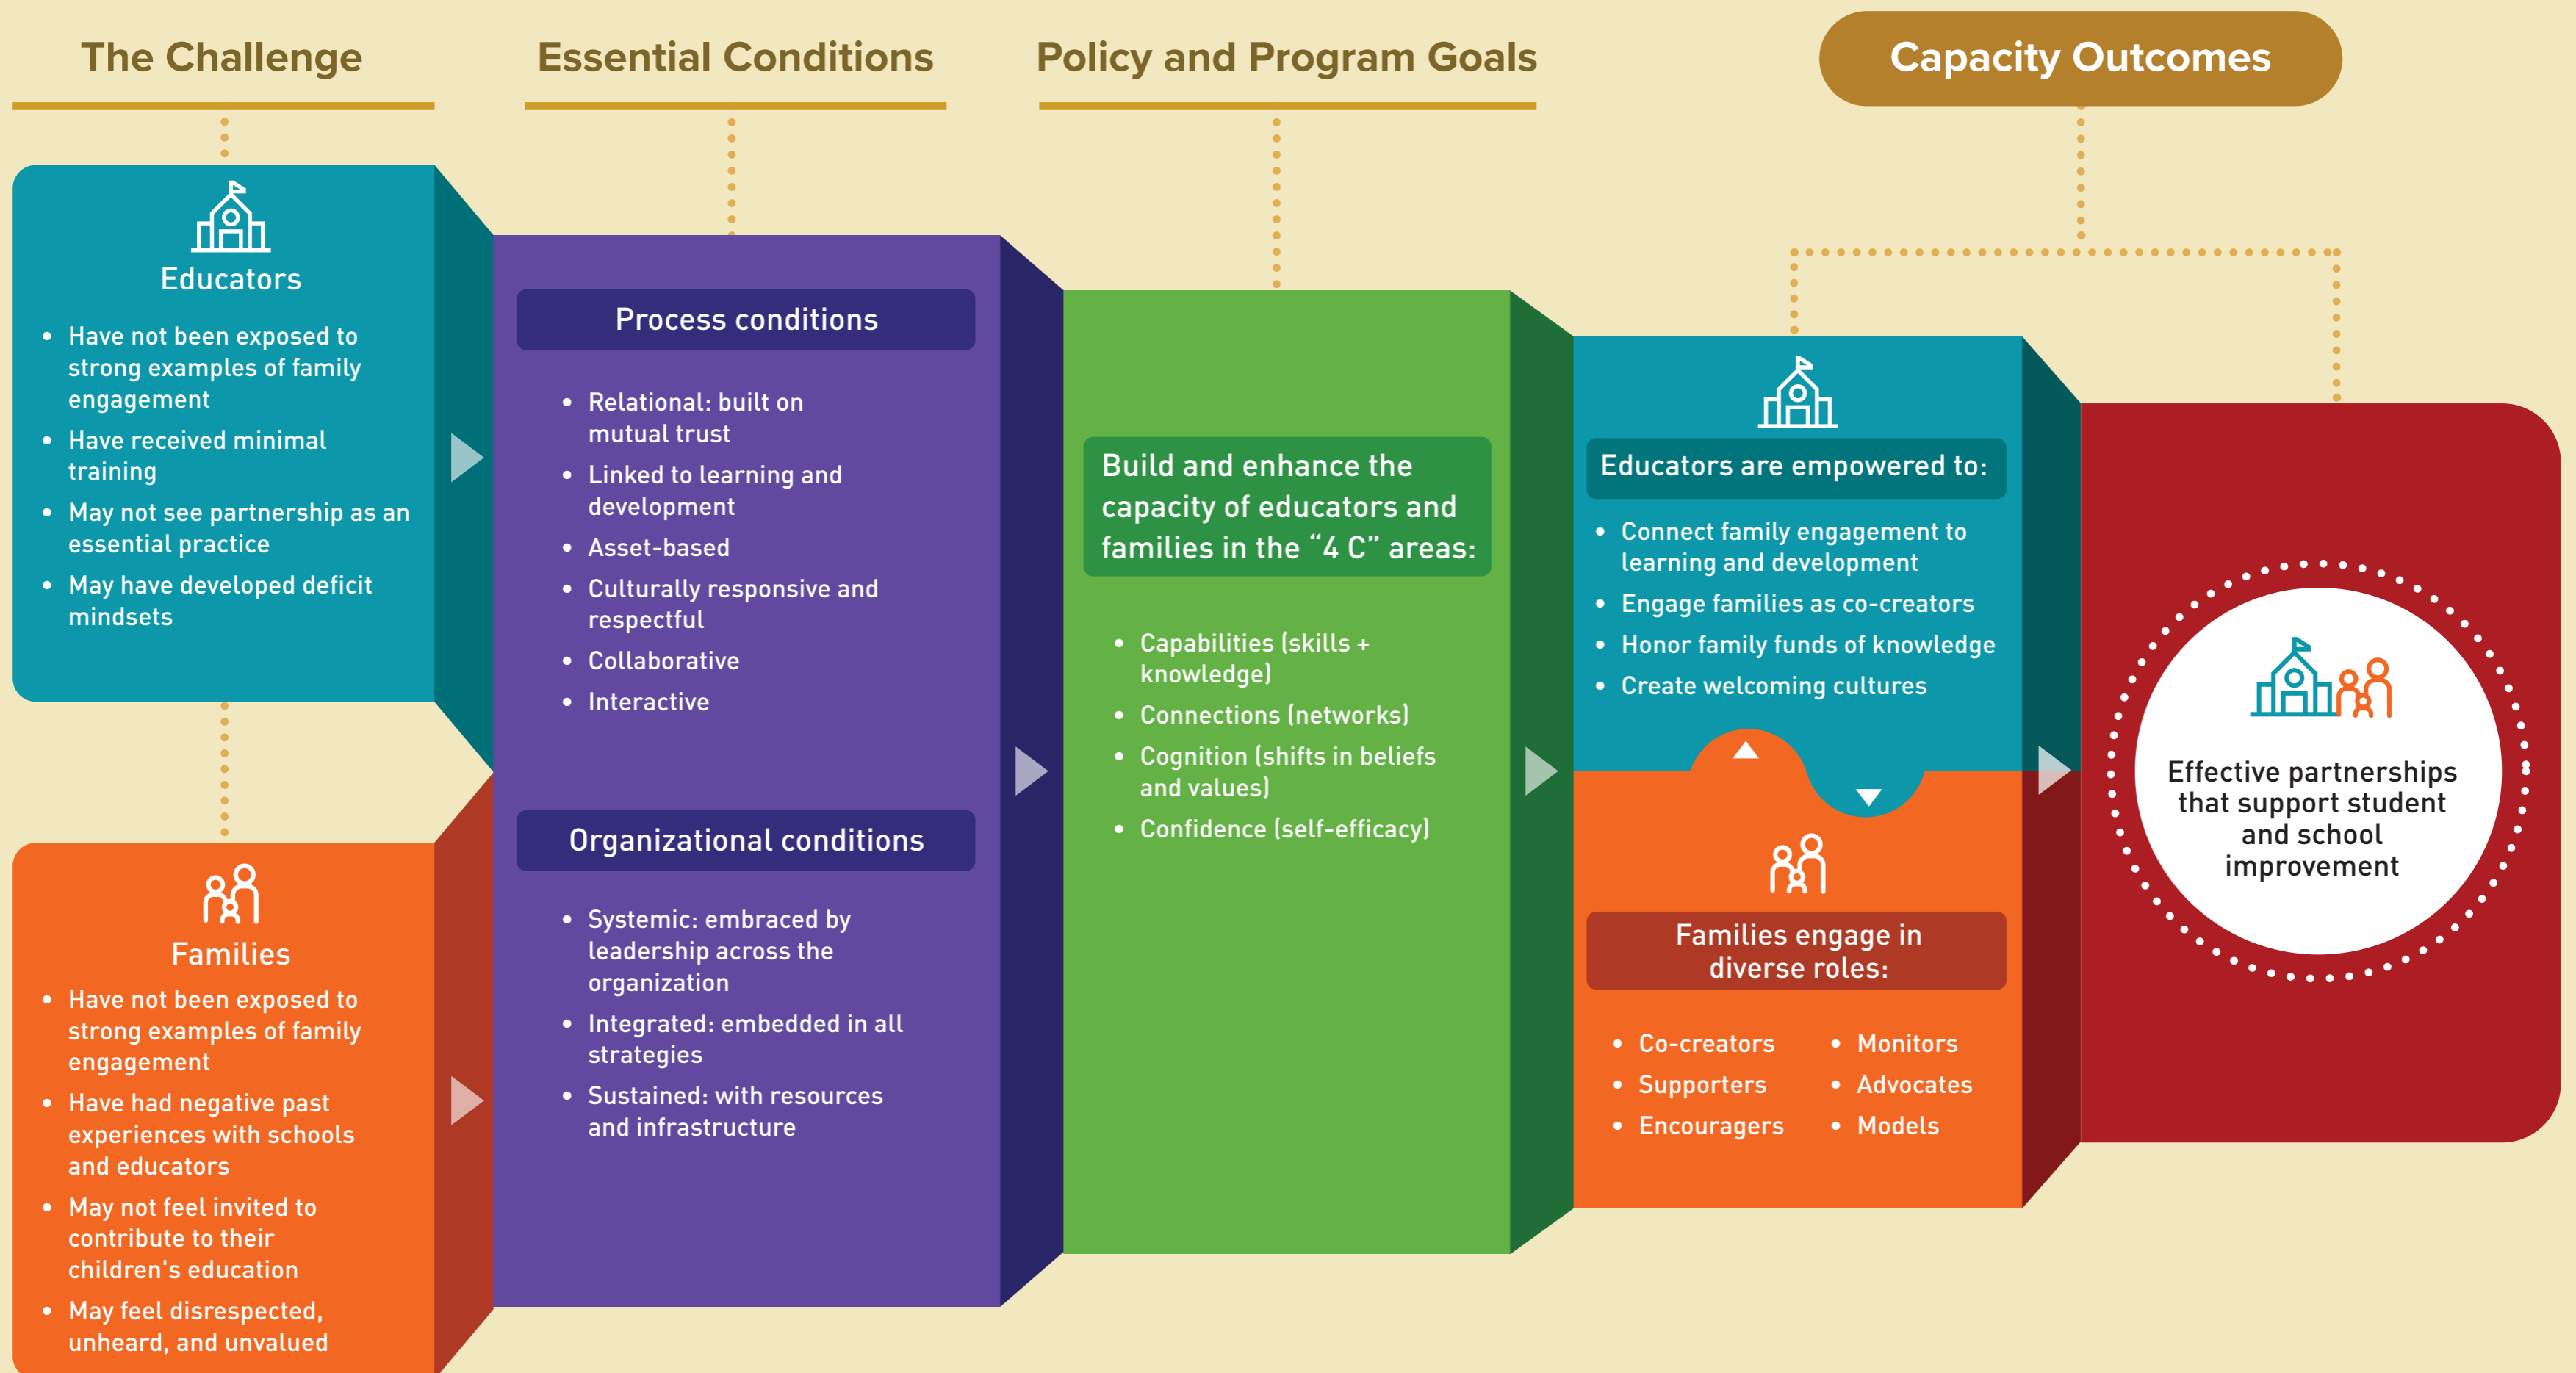 The Challenge
Educators
• Have not been exposed to
strong examples of family
engagement
• Have received minimal
training
• May not see partnership as an
essential practice
• May have developed deficit
mindsets
Families
• Have not been exposed to
strong examples of family
engagement
• Have had negative past
experiences with schools
and educators
• May not feel invited to
contribute to their
children's education
• May feel disrespected,
unheard, and unvalued
Essential Conditions
Process conditions
• Relational: built on
mutual trust
• Linked to learning and
development
• Asset-based
• Culturally responsive and
respectful
• Collaborative
• Interactive
Organizational conditions
• Systemic: embraced by
leadership across the
organization
• Integrated: embedded in all
strategies
• Sustained: with resources
and infrastructure
Policy and Program Goals
Build and enhance the
capacity of educators and
families in the “4 C” areas:
• Capabilities (skills +
knowledge)
• Connections (networks)
• Cognition (shifts in beliefs
and values)
• Confidence (self-efficacy)
Capacity Outcomes
Educators are empowered to:
• Connect family engagement to
learning and development
• Engage families as co-creators
• Honor family funds of knowledge
• Create welcoming cultures
Families engage in
diverse roles:
• Co-creators
• Supporters
• Encouragers
• Monitors
• Advocates
• Models
Effective partnerships
that support student
and school
improvement